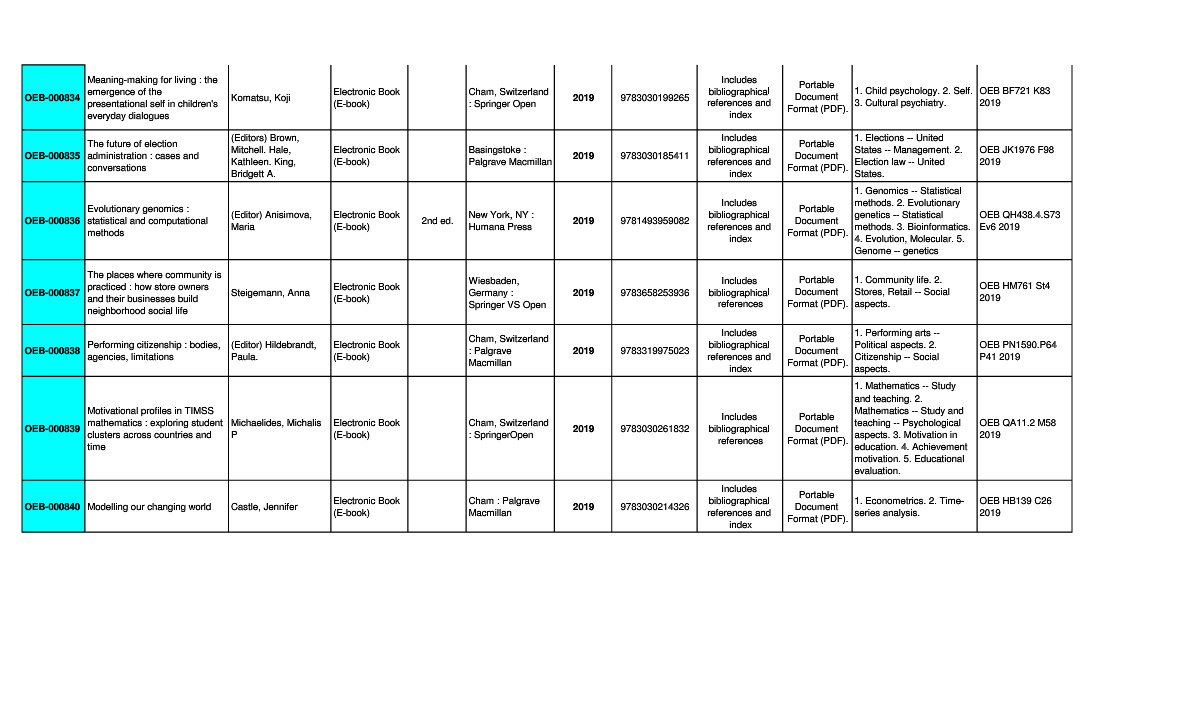 OEB-000834
Meaning-making for living : the
emergence of the
presentational self in children's
everyday dialogues
Komatsu, Koji
Electronic Book
(E-book)
Cham, Switzerland
: Springer Open
2019
9783030199265
Includes
bibliographical
references and
index
Portable
Document
Format (PDF).
1. Child psychology. 2. Self.
3. Cultural psychiatry.
OEB BF721 K83
2019
OEB-000835
The future of election
administration : cases and
conversations
(Editors) Brown,
Mitchell. Hale,
Kathleen. King,
Bridgett A.
Electronic Book
(E-book)
Basingstoke :
Palgrave Macmillan
2019
9783030185411
Includes
bibliographical
references and
index
Portable
Document
Format (PDF).
1. Elections -- United
States -- Management. 2.
Election law -- United
States.
OEB JK1976 F98
2019
OEB-000836
Evolutionary genomics :
statistical and computational
methods
(Editor) Anisimova,
Maria
Electronic Book
(E-book)
2nd ed.
New York, NY :
Humana Press
2019
9781493959082
Includes
bibliographical
references and
index
Portable
Document
Format (PDF).
1. Genomics -- Statistical
methods. 2. Evolutionary
genetics -- Statistical
methods. 3. Bioinformatics.
4. Evolution, Molecular. 5.
Genome -- genetics
OEB QH438.4.S73
Ev6 2019
OEB-000837
The places where community is
practiced : how store owners
and their businesses build
neighborhood social life
Steigemann, Anna
Electronic Book
(E-book)
Wiesbaden,
Germany :
Springer VS Open
2019
9783658253936
Includes
bibliographical
references
Portable
Document
Format (PDF).
1. Community life. 2.
Stores, Retail -- Social
aspects.
OEB HM761 St4
2019
OEB-000838
Performing citizenship : bodies,
agencies, limitations
(Editor) Hildebrandt,
Paula.
Electronic Book
(E-book)
Cham, Switzerland
: Palgrave
Macmillan
2019
9783319975023
Includes
bibliographical
references and
index
Portable
Document
Format (PDF).
1. Performing arts --
Political aspects. 2.
Citizenship -- Social
aspects.
OEB PN1590.P64
P41 2019
OEB-000839
Motivational profiles in TIMSS
mathematics : exploring student
clusters across countries and
time
Michaelides, Michalis
P
Electronic Book
(E-book)
Cham, Switzerland
: SpringerOpen
2019
9783030261832
Includes
bibliographical
references
Portable
Document
Format (PDF).
1. Mathematics -- Study
and teaching. 2.
Mathematics -- Study and
teaching -- Psychological
aspects. 3. Motivation in
education. 4. Achievement
motivation. 5. Educational
evaluation.
OEB QA11.2 M58
2019
OEB-000840
Modelling our changing world
Castle, Jennifer
Electronic Book
(E-book)
Cham : Palgrave
Macmillan
2019
9783030214326
Includes
bibliographical
references and
index
Portable
Document
Format (PDF).
1. Econometrics. 2. Time-
series analysis.
OEB HB139 C26
2019